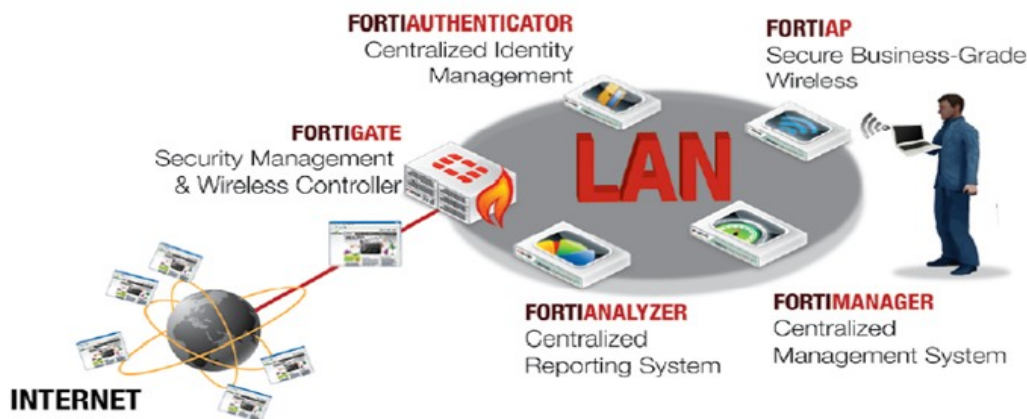 FORTIAUTHENTICATOR
Centralized Identity
Management
FORTIAP
Secure Business-Grade
Wireless
FORTIGATE
Security Management
& Wireless Controller
LAN
FORTIANALYZER
Centralized
Reporting System
FORTIMANAGER
Centralized
Management System
INTERNET